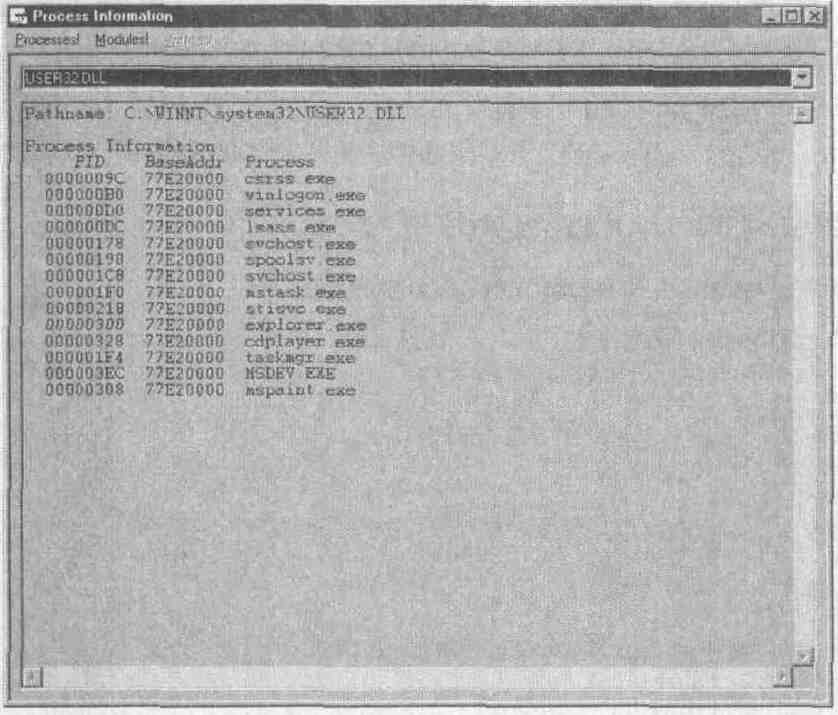 Process Information
Processes! Modules!
USER32.DLL
Pathname: C:\WINNT\system32\USER32.DLL
Process Information
PID BaseAddr Process
0000009C 77E20000 csrss.exe
000000B0 77E20000 winlogon.exe
000000D0 77E20000 services.exe
000000DC 77E20000 lsass.exe
00000178 77E20000 svchost.exe
00000198 77E20000 spoolsv.exe
000001C8 77E20000 svchost.exe
000001F0 77E20000 mstask.exe
00000218 77E20000 stisvc.exe
00000300 77E20000 explorer.exe
00000328 77E20000 cdplayer.exe
000001F4 77E20000 taskmgr.exe
000003EC 77E20000 MSDEV.EXE
00000308 77E20000 mspaint.exe